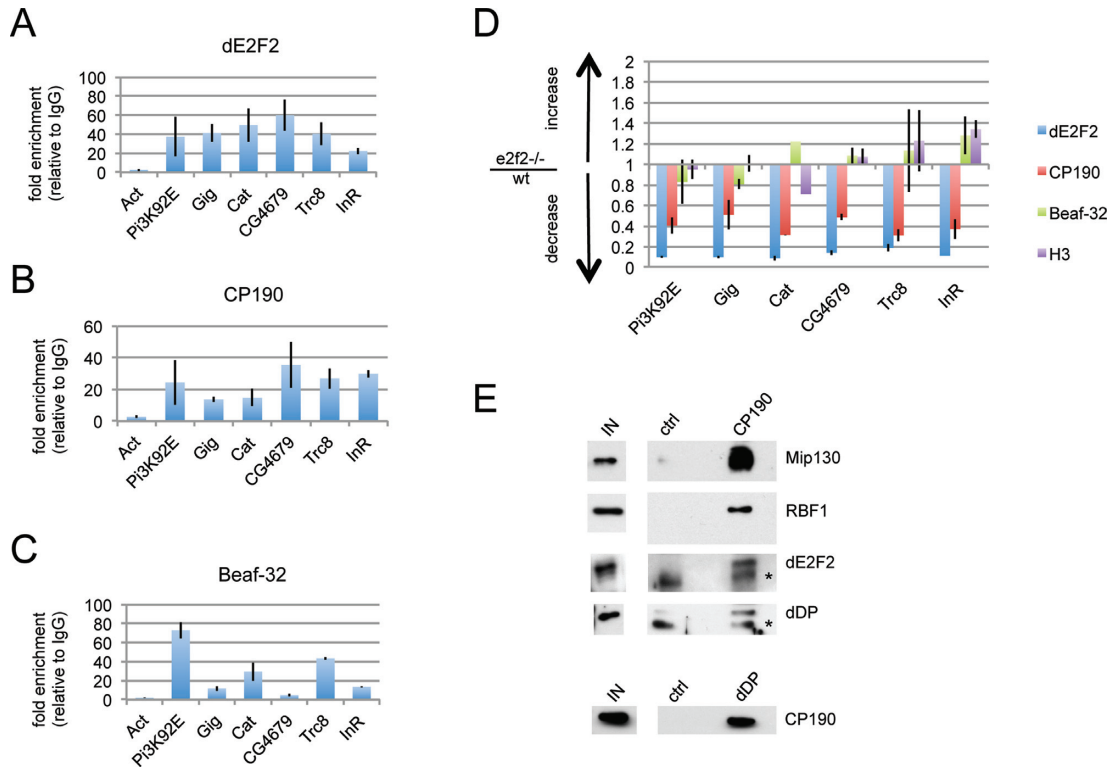 A
dE2F2
fold enrichment
(relative to IgG)
100
80
60
40
20
0
Act
Pi3K92E
Gig
Cat
CG4679
Trc8
InR
B
CP190
fold enrichment
(relative to IgG)
60
40
20
0
Act
Pi3K92E
Gig
Cat
CG4679
Trc8
InR
C
Beaf-32
fold enrichment
(relative to IgG)
100
80
60
40
20
0
Act
Pi3K92E
Gig
Cat
CG4679
Trc8
InR
D
increase
e2f2-/-
wt
decrease
2
1.8
1.6
1.4
1.2
1
0.8
0.6
0.4
0.2
0
Pi3K92E
Gig
Cat
CG4679
Trc8
InR
dE2F2
CP190
Beaf-32
H3
E
IN
ctrl
CP190
Mip130
RBF1
dE2F2
*
dDP
*
IN
ctrl
dDP
CP190